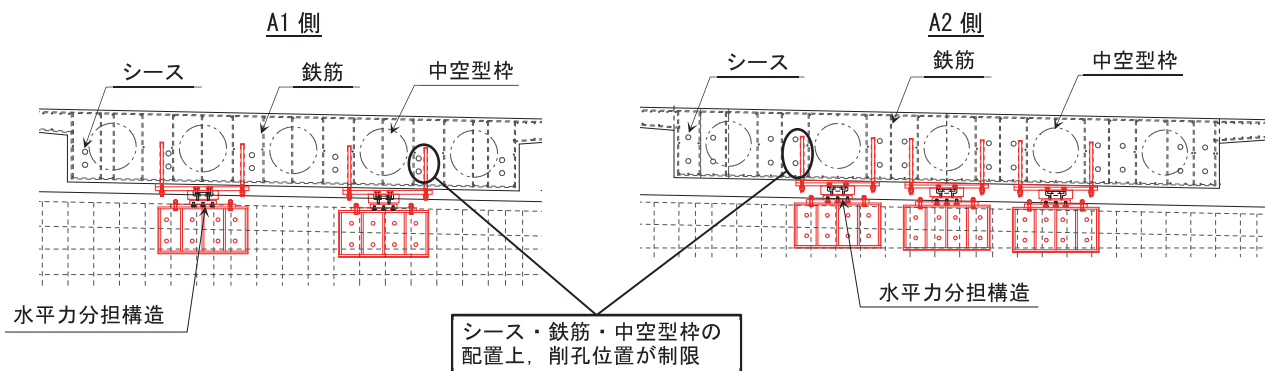 A1 側
A2 側
シース
鉄筋
中空型枠
シース
鉄筋
中空型枠
水平力分担構造
水平力分担構造
シース・鉄筋・中空型枠の
配置上，削孔位置が制限